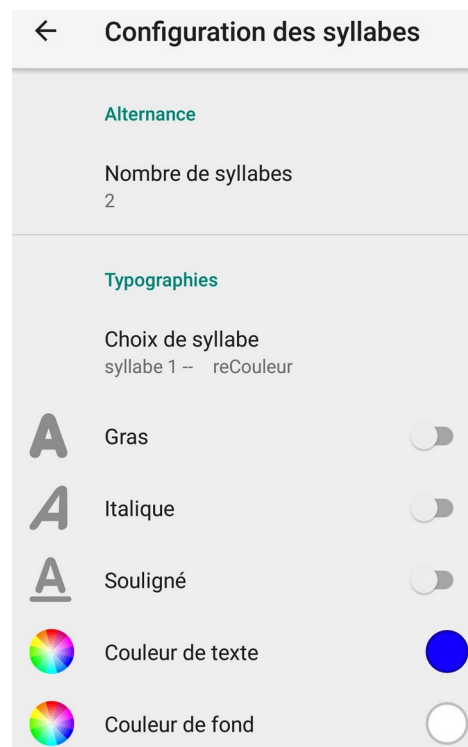 Configuration des syllabes
Alternance
Nombre de syllabes
2
Typographies
Choix de syllabe
syllabe 1 -- reCouleur
Gras
Italique
Souligné
Couleur de texte
Couleur de fond